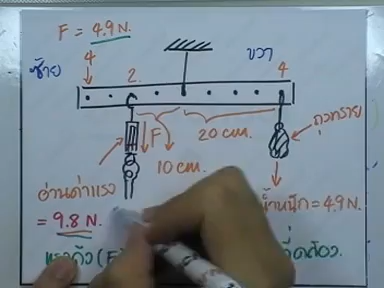 F = 4.9 N.
ซ้าย
ขวา
4
2.
4
F
20 cm.
ถุงทราย
10 cm.
อ่านค่าแรง
= 9.8 N.
น้ำหนัก = 4.9 N.